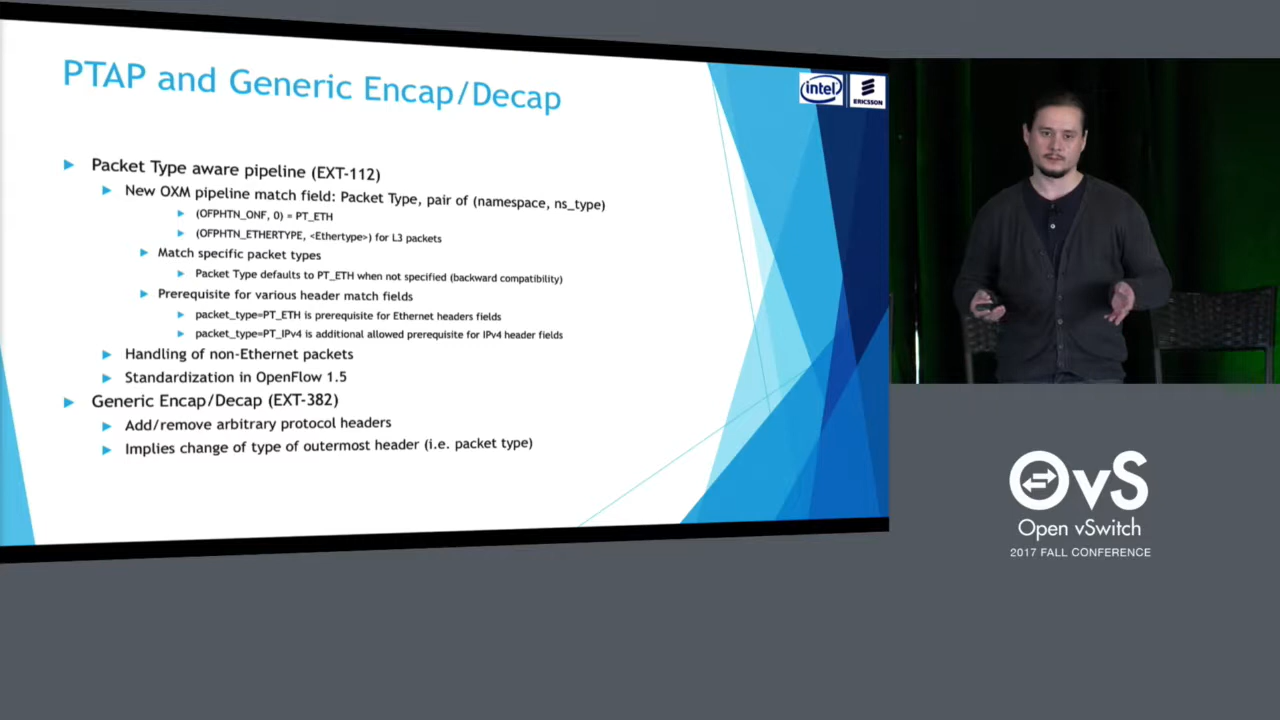 PTAP and Generic Encap/Decap
intel
ERICSSON
Packet Type aware pipeline (EXT-112)
New OXM pipeline match field: Packet Type, pair of (namespace, ns_type)
(OFPHTN_ONF, 0) = PT_ETH
(OFPHTN_ETHERTYPE, <Ethertype>) for L3 packets
Match specific packet types
Packet Type defaults to PT_ETH when not specified (backward compatibility)
Prerequisite for various header match fields
packet_type=PT_ETH is prerequisite for Ethernet headers fields
packet_type=PT_IPv4 is additional allowed prerequisite for IPv4 header fields
Handling of non-Ethernet packets
Standardization in OpenFlow 1.5
Generic Encap/Decap (EXT-382)
Add/remove arbitrary protocol headers
Implies change of type of outermost header (i.e. packet type)
OvS
Open vSwitch
2017 FALL CONFERENCE